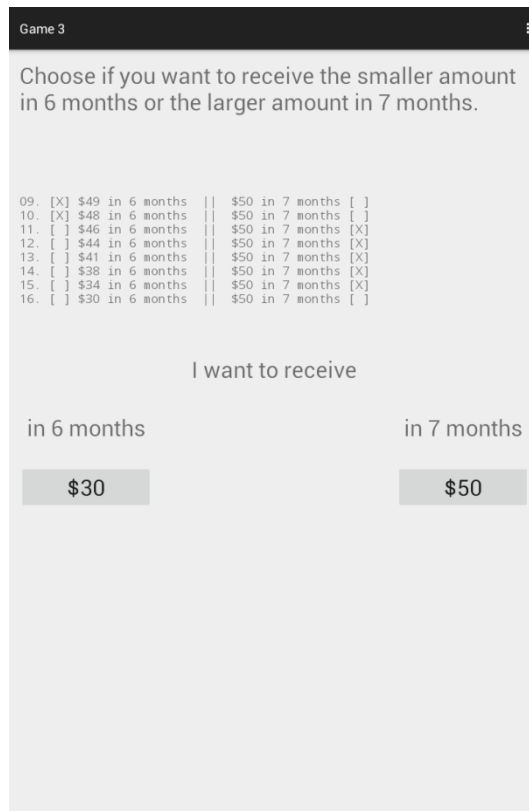 Game 3
Choose if you want to receive the smaller amount
in 6 months or the larger amount in 7 months.
09. [X] $49 in 6 months || $50 in 7 months [ ]
10. [X] $48 in 6 months || $50 in 7 months [ ]
11. [ ] $46 in 6 months || $50 in 7 months [X]
12. [ ] $44 in 6 months || $50 in 7 months [X]
13. [ ] $41 in 6 months || $50 in 7 months [X]
14. [ ] $38 in 6 months || $50 in 7 months [X]
15. [ ] $34 in 6 months || $50 in 7 months [X]
16. [ ] $30 in 6 months || $50 in 7 months [ ]
I want to receive
in 6 months in 7 months
$30 $50